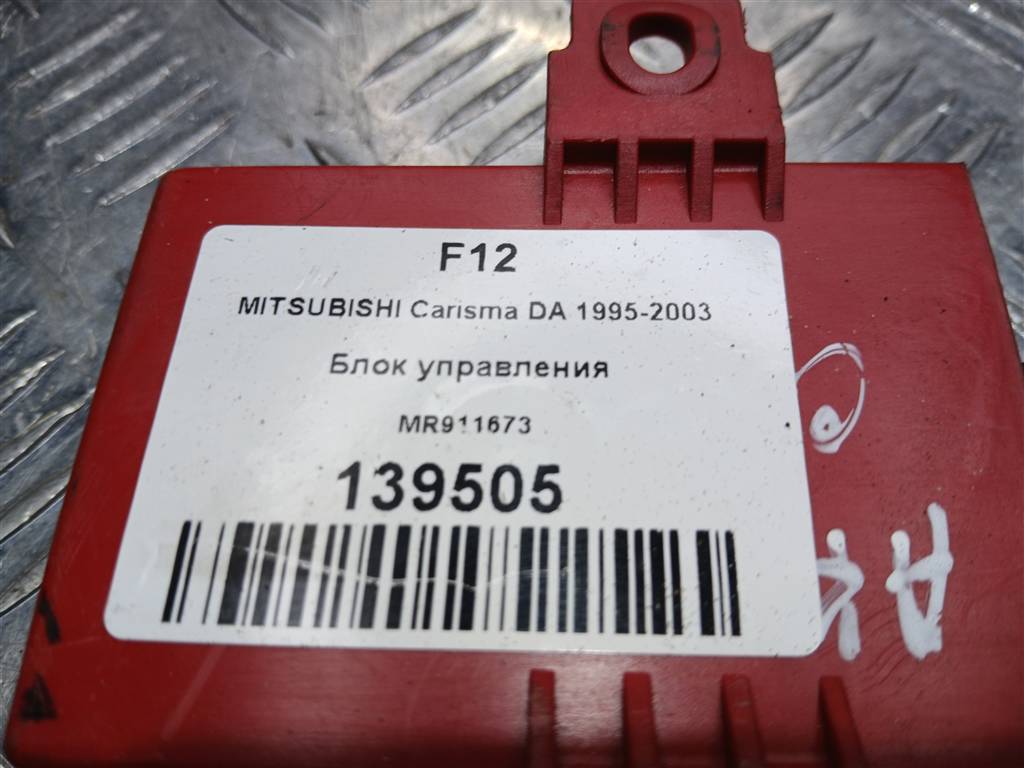 F12
MITSUBISHI Carisma DA 1995-2003
Блок управления
MR911673
139505